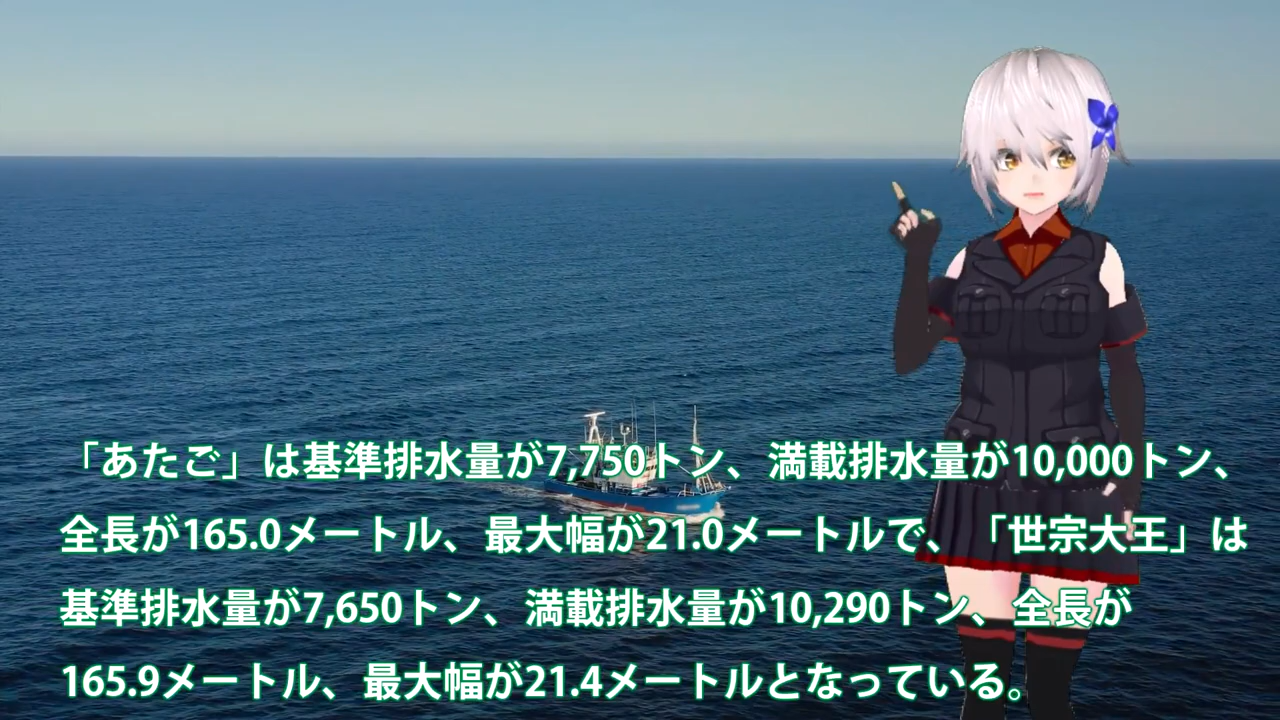 「あたご」は基準排水量が7,750トン、満載排水量が10,000トン、
全長が165.0メートル、最大幅が21.0メートルで、「世宗大王」は
基準排水量が7,650トン、満載排水量が10,290トン、全長が
165.9メートル、最大幅が21.4メートルとなっている。